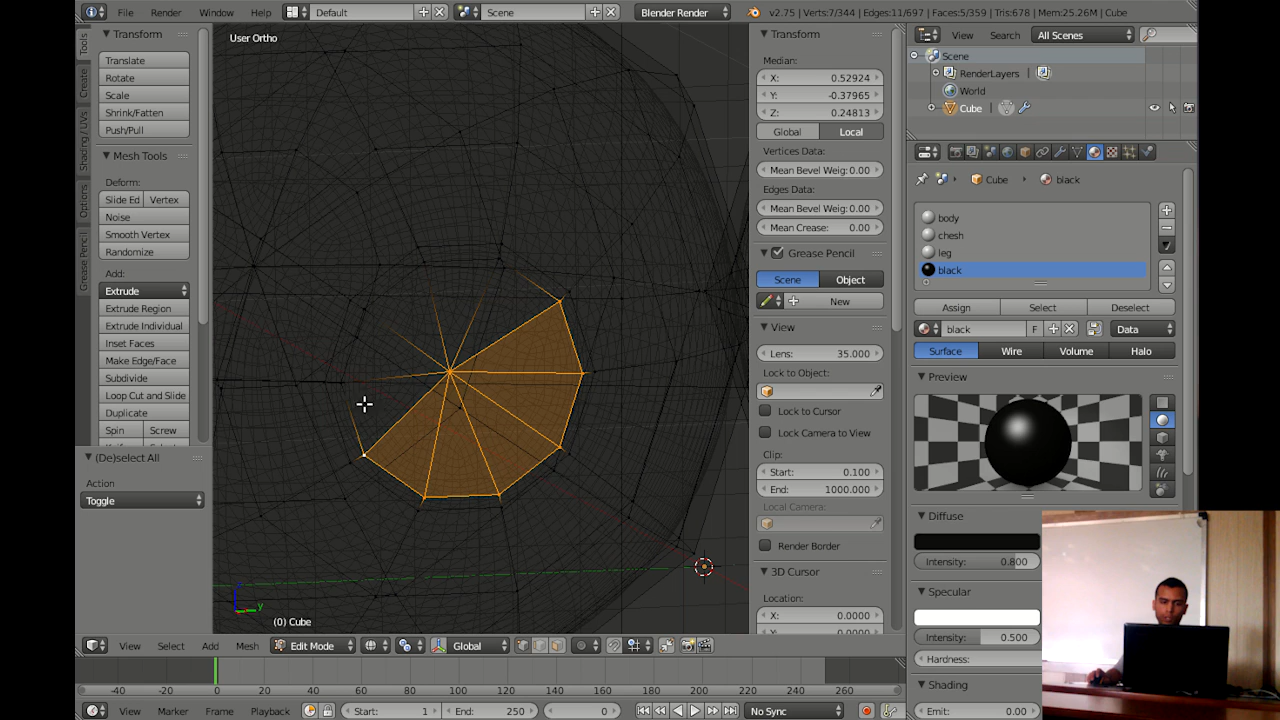 File Render Window Help Default Scene Blender Render v2.75 | Verts:7/344 | Edges:11/697 | Faces:5/359 | Tris:678 | Mem:25.26M | Cube
Tools
Create
Shading / UVs
Options
Grease Pencil
Transform
Translate
Rotate
Scale
Shrink/Fatten
Push/Pull
Mesh Tools
Deform:
Slide Ed Vertex
Noise
Smooth Vertex
Randomize
Add:
Extrude
Extrude Region
Extrude Individual
Inset Faces
Make Edge/Face
Subdivide
Loop Cut and Slide
Duplicate
Spin Screw
(De)select All
Action
Toggle
User Ortho
y
(0) Cube
Transform
Median:
X: 0.52924
Y: -0.37965
Z: 0.24813
Global Local
Vertices Data:
Mean Bevel Weig: 0.00
Edges Data:
Mean Bevel Weig: 0.00
Mean Crease: 0.00
Grease Pencil
Scene Object
New
View
Lens: 35.000
Lock to Object:
Lock to Cursor
Lock Camera to View
Clip:
Start: 0.100
End: 1000.000
Local Camera:
Render Border
3D Cursor
Location:
X: 0.0000
Y: 0.0000
View Search All Scenes
Scene
RenderLayers
World
Cube
Cube black
body
chesh
leg
black
Assign Select Deselect
black F Data
Surface Wire Volume Halo
Preview
Diffuse
Intensity: 0.800
Specular
Intensity: 0.500
Hardness:
Shading
Emit: 0.00
View Select Add Mesh Edit Mode Global
-40 -20 0 20 40 60 80 100 120 140 160 180 200 220 240 260
View Marker Frame Playback Start: 1 End: 250 0 No Sync